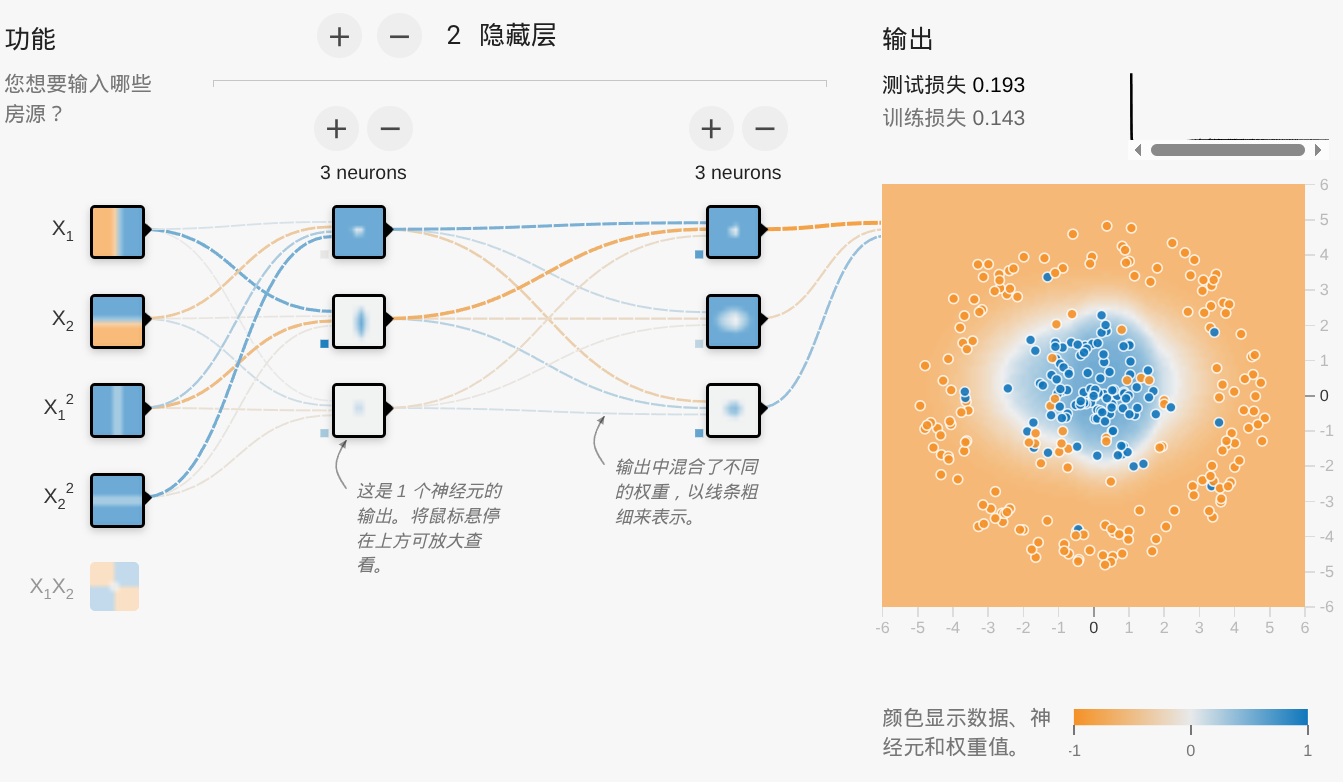 功能
您想要输入哪些
房源？
+ − 2 隐藏层
+ −
3 neurons
+ −
3 neurons
X1
X2
X1²
X2²
X1X2
这是 1 个神经元的
输出。将鼠标悬停
在上方可放大查
看。
输出中混合了不同
的权重，以线条粗
细来表示。
输出
测试损失 0.193
训练损失 0.143
6
5
4
3
2
1
0
-1
-2
-3
-4
-5
-6
-6 -5 -4 -3 -2 -1 0 1 2 3 4 5 6
颜色显示数据、神
经元和权重值。
-1 0 1